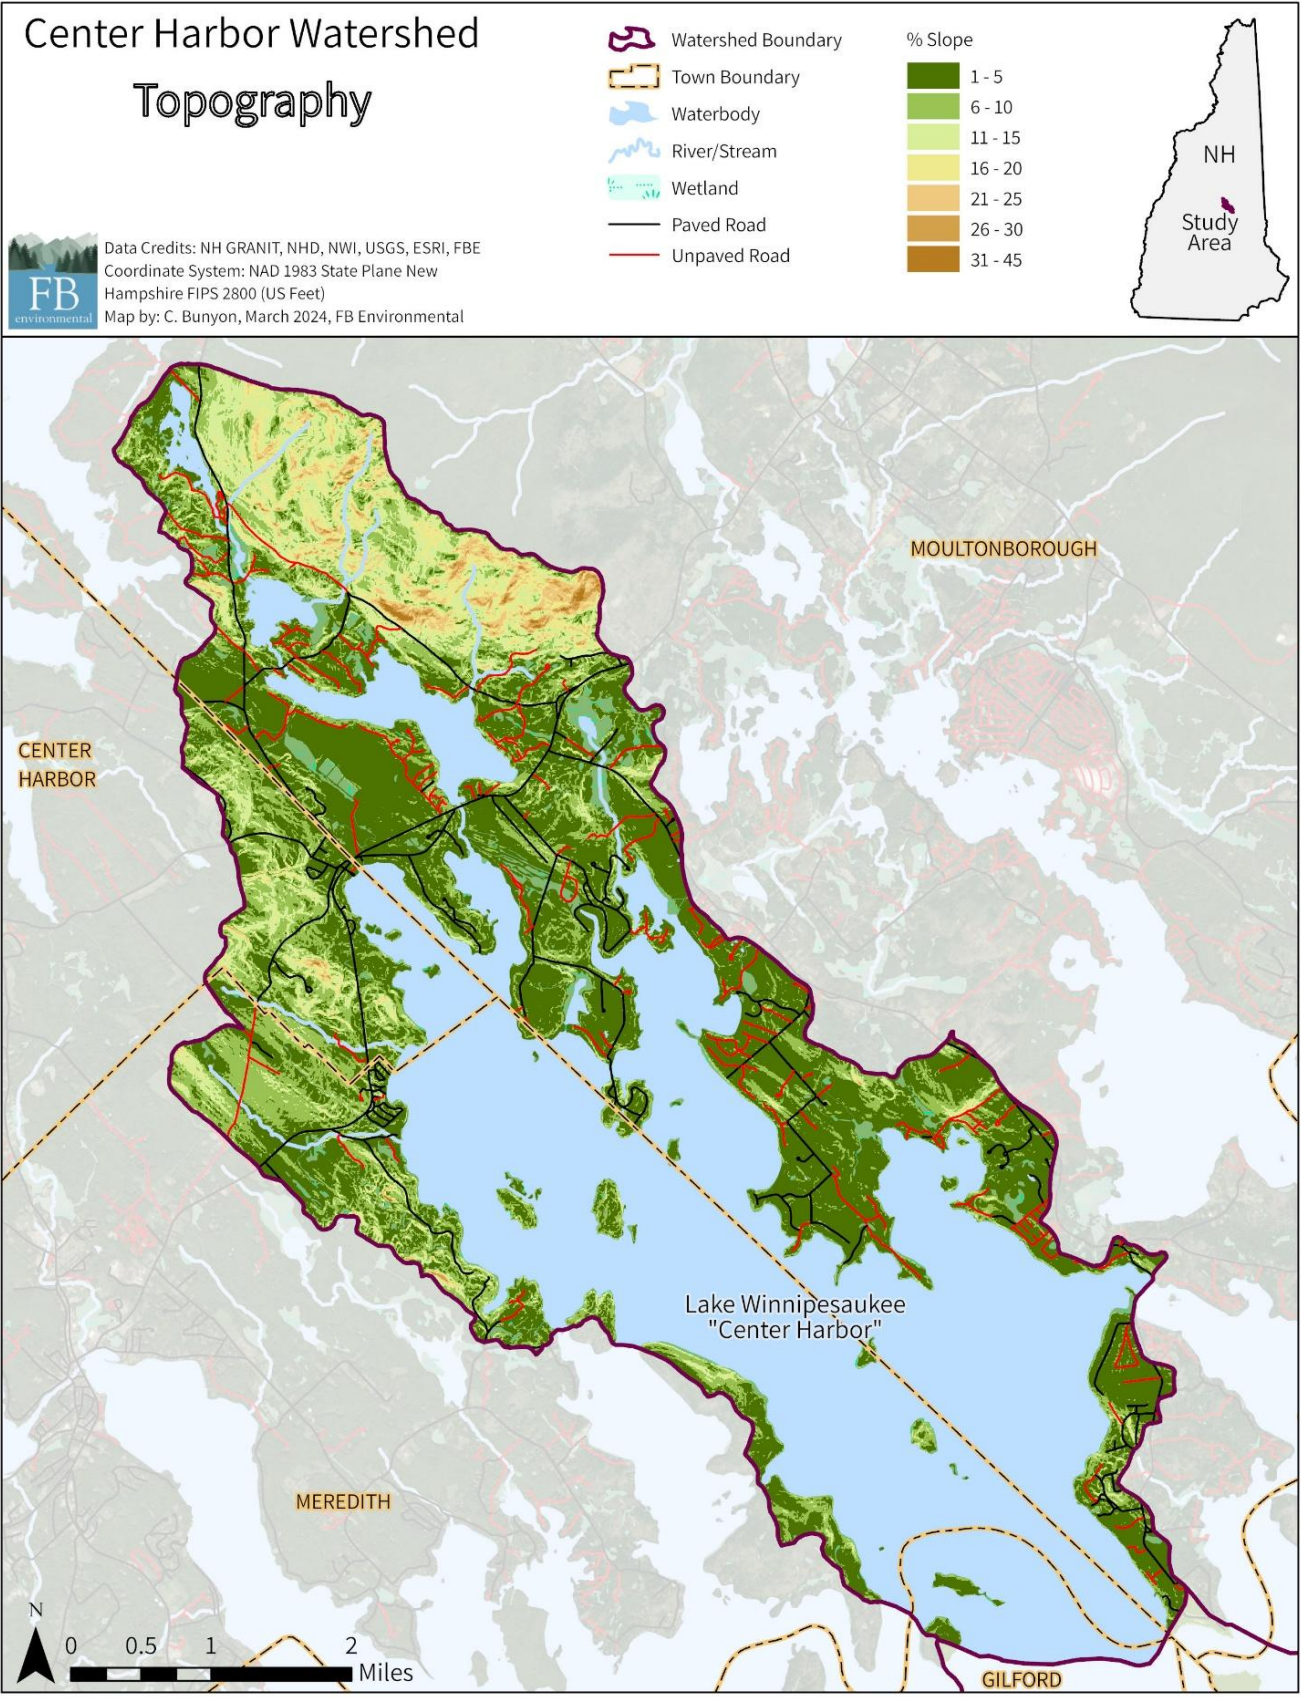 Center Harbor Watershed
Topography
FB
environmental
Data Credits: NH GRANIT, NHD, NWI, USGS, ESRI, FBE
Coordinate System: NAD 1983 State Plane New
Hampshire FIPS 2800 (US Feet)
Map by: C. Bunyon, March 2024, FB Environmental
Watershed Boundary
Town Boundary
Waterbody
River/Stream
Wetland
Paved Road
Unpaved Road
% Slope
1 - 5
6 - 10
11 - 15
16 - 20
21 - 25
26 - 30
31 - 45
NH
Study
Area
MOULTONBOROUGH
CENTER
HARBOR
Lake Winnipesaukee
"Center Harbor"
MEREDITH
GILFORD
N
0 0.5 1 2
Miles